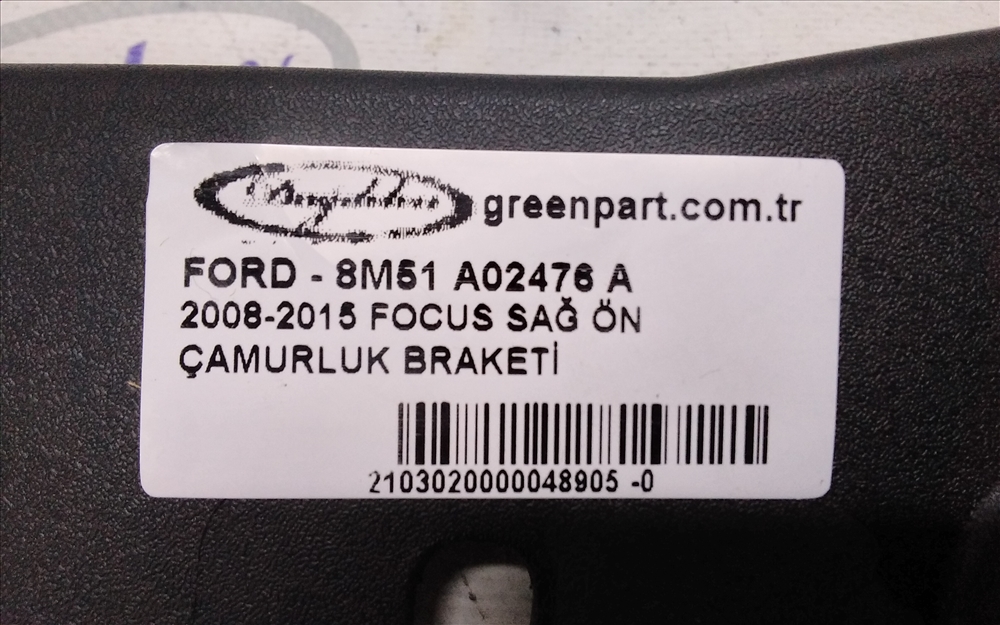 greenpart.com.tr
FORD - 8M51 A02476 A
2008-2015 FOCUS SAĞ ÖN
ÇAMURLUK BRAKETİ
2103020000048905 -0